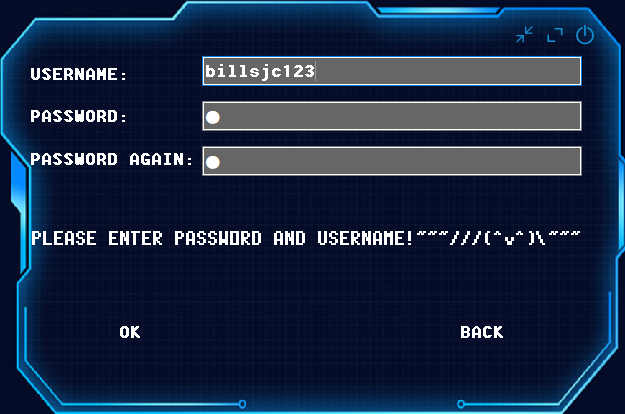 USERNAME: billsjc123
PASSWORD: ●
PASSWORD AGAIN: ●
PLEASE ENTER PASSWORD AND USERNAME!~~~///(^v^)\~~~
OK BACK